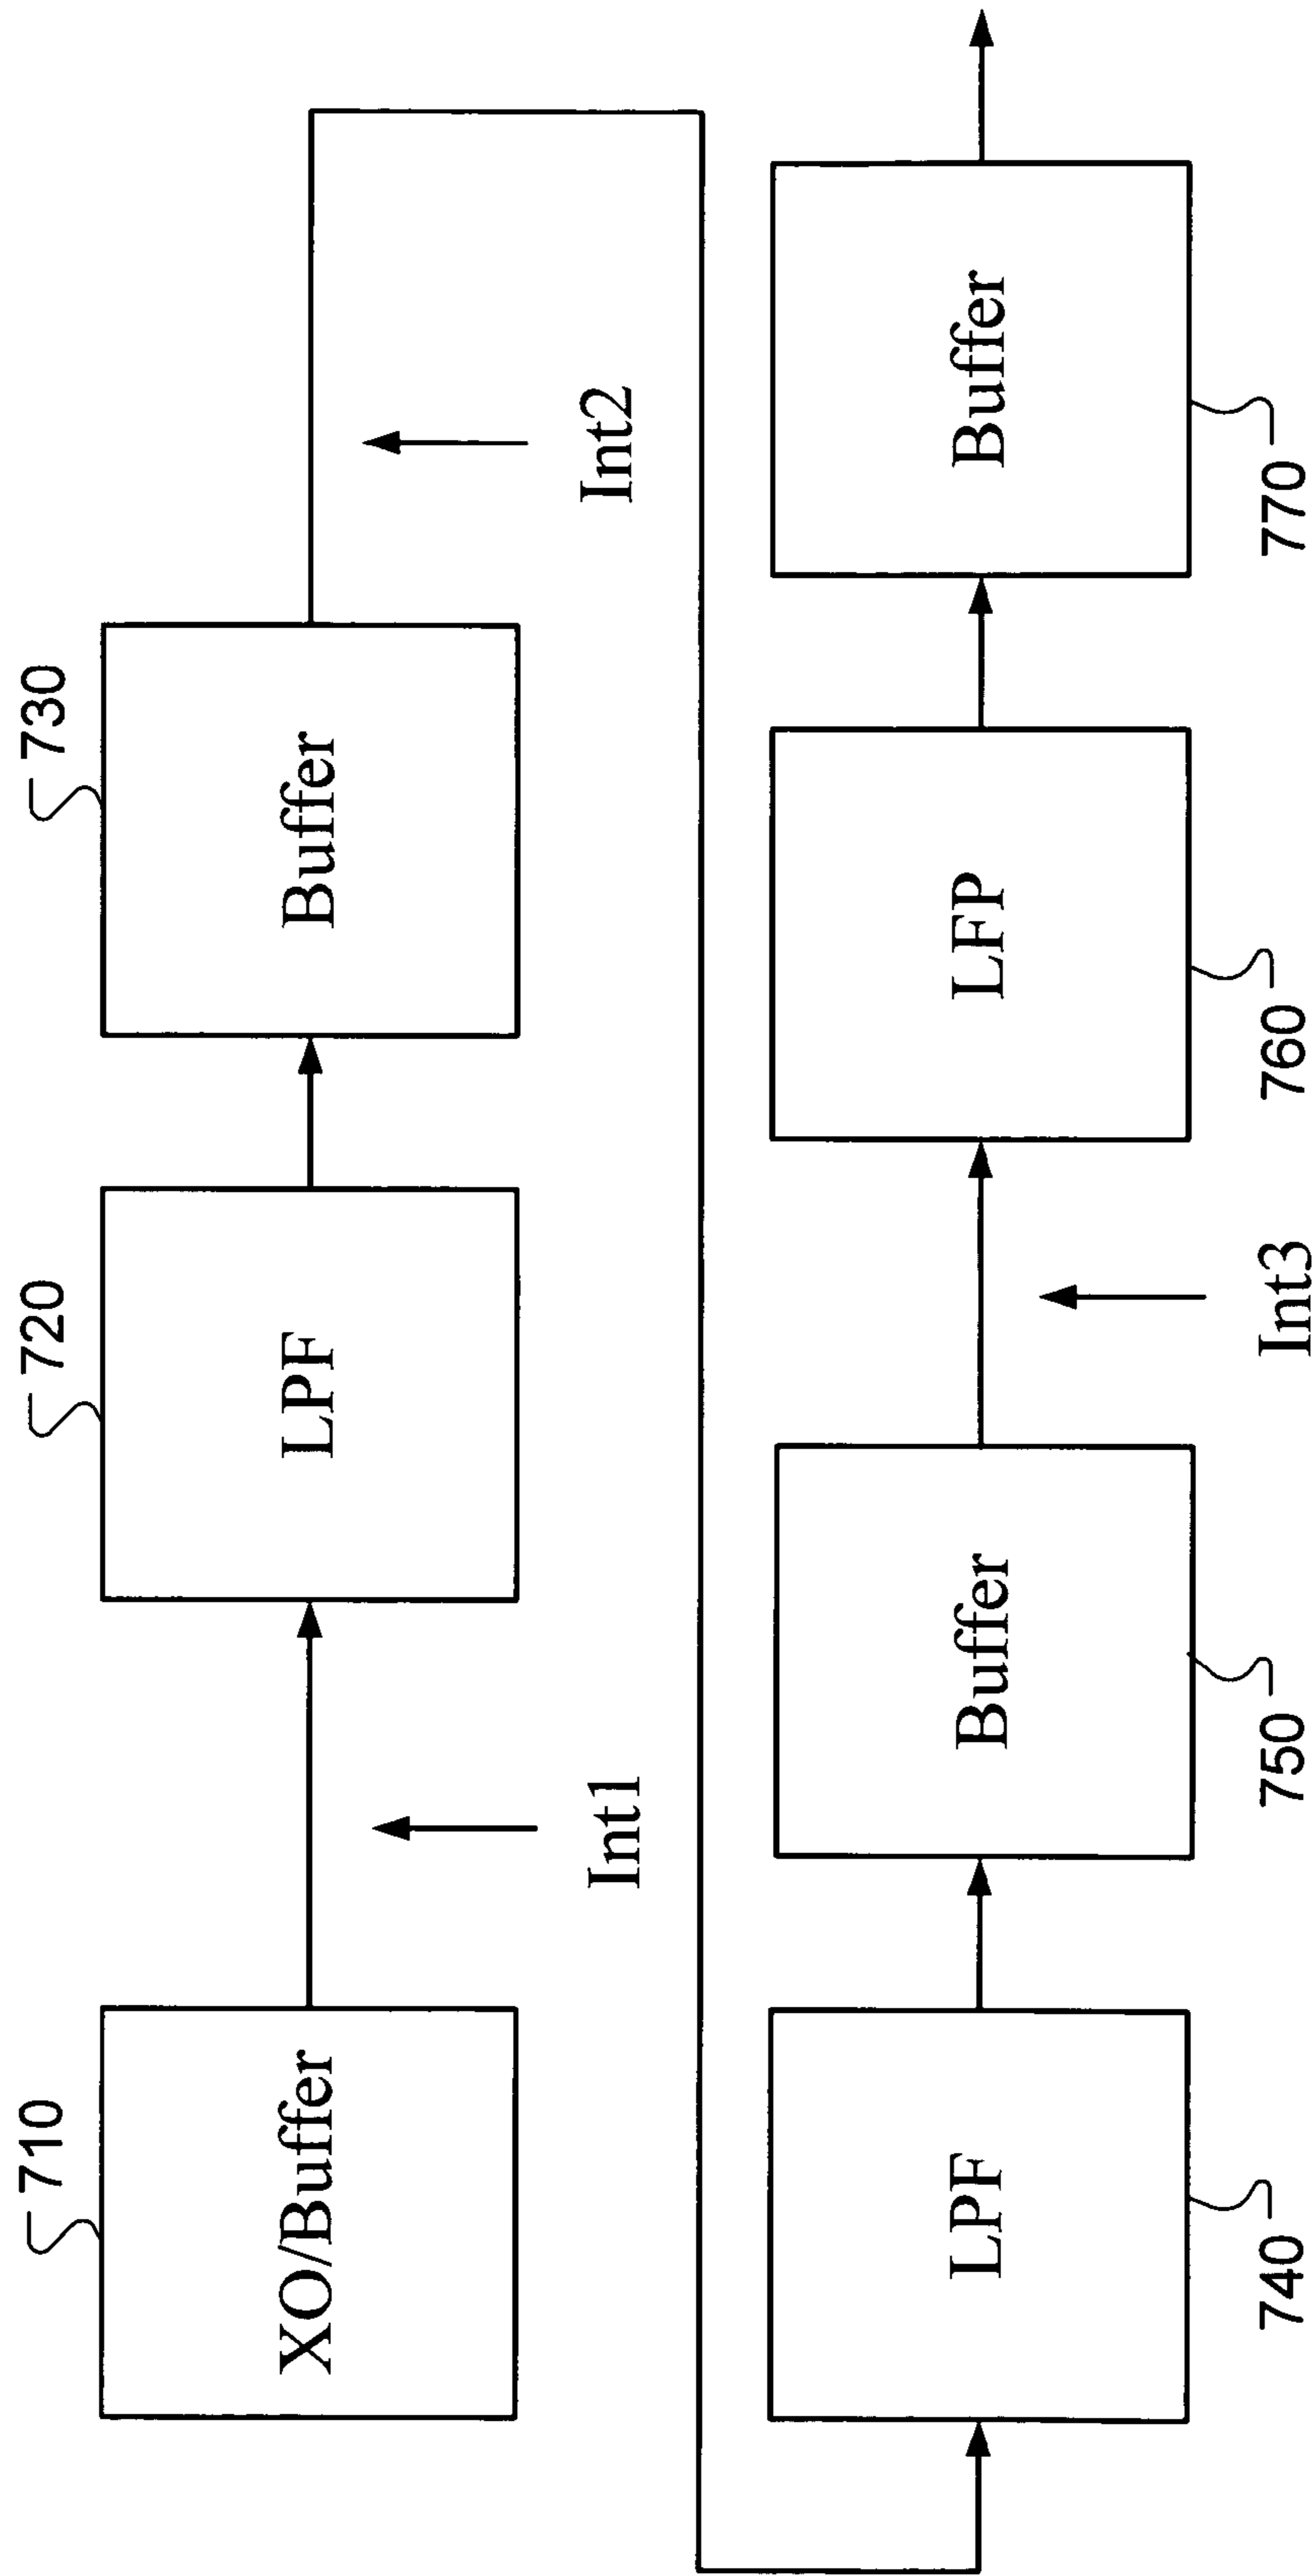 710
720
730
XO/Buffer
LPF
Buffer
Int1
Int2
LPF
Buffer
LFP
Buffer
740
750
Int3
760
770